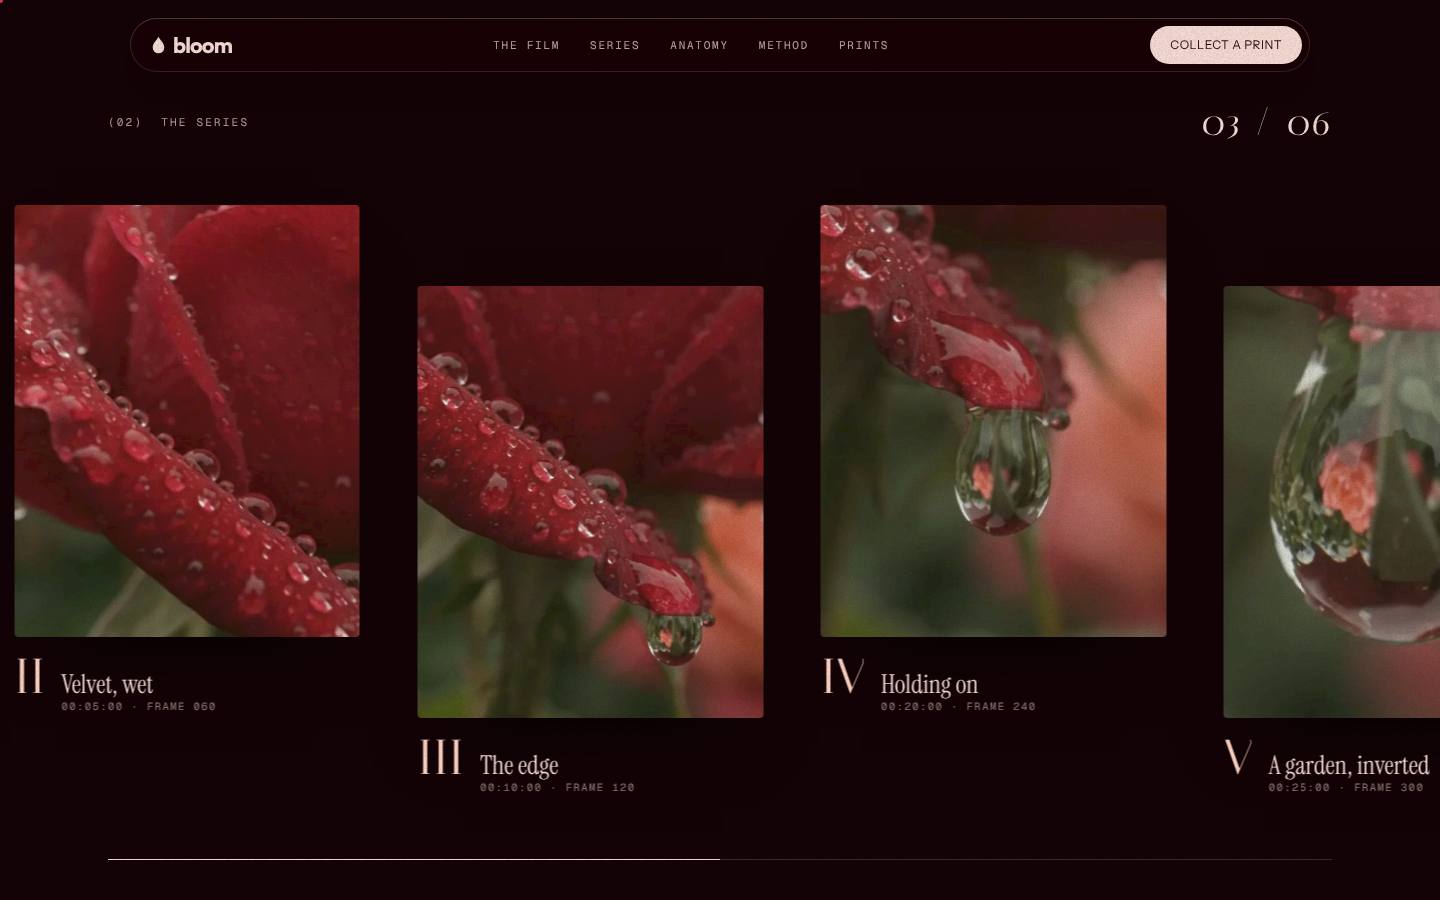 bloom
THE FILM SERIES ANATOMY METHOD PRINTS
COLLECT A PRINT
(02) THE SERIES
03 / 06
II Velvet, wet
00:05:00 · FRAME 060
III The edge
00:10:00 · FRAME 120
IV Holding on
00:20:00 · FRAME 240
V A garden, inverted
00:25:00 · FRAME 300